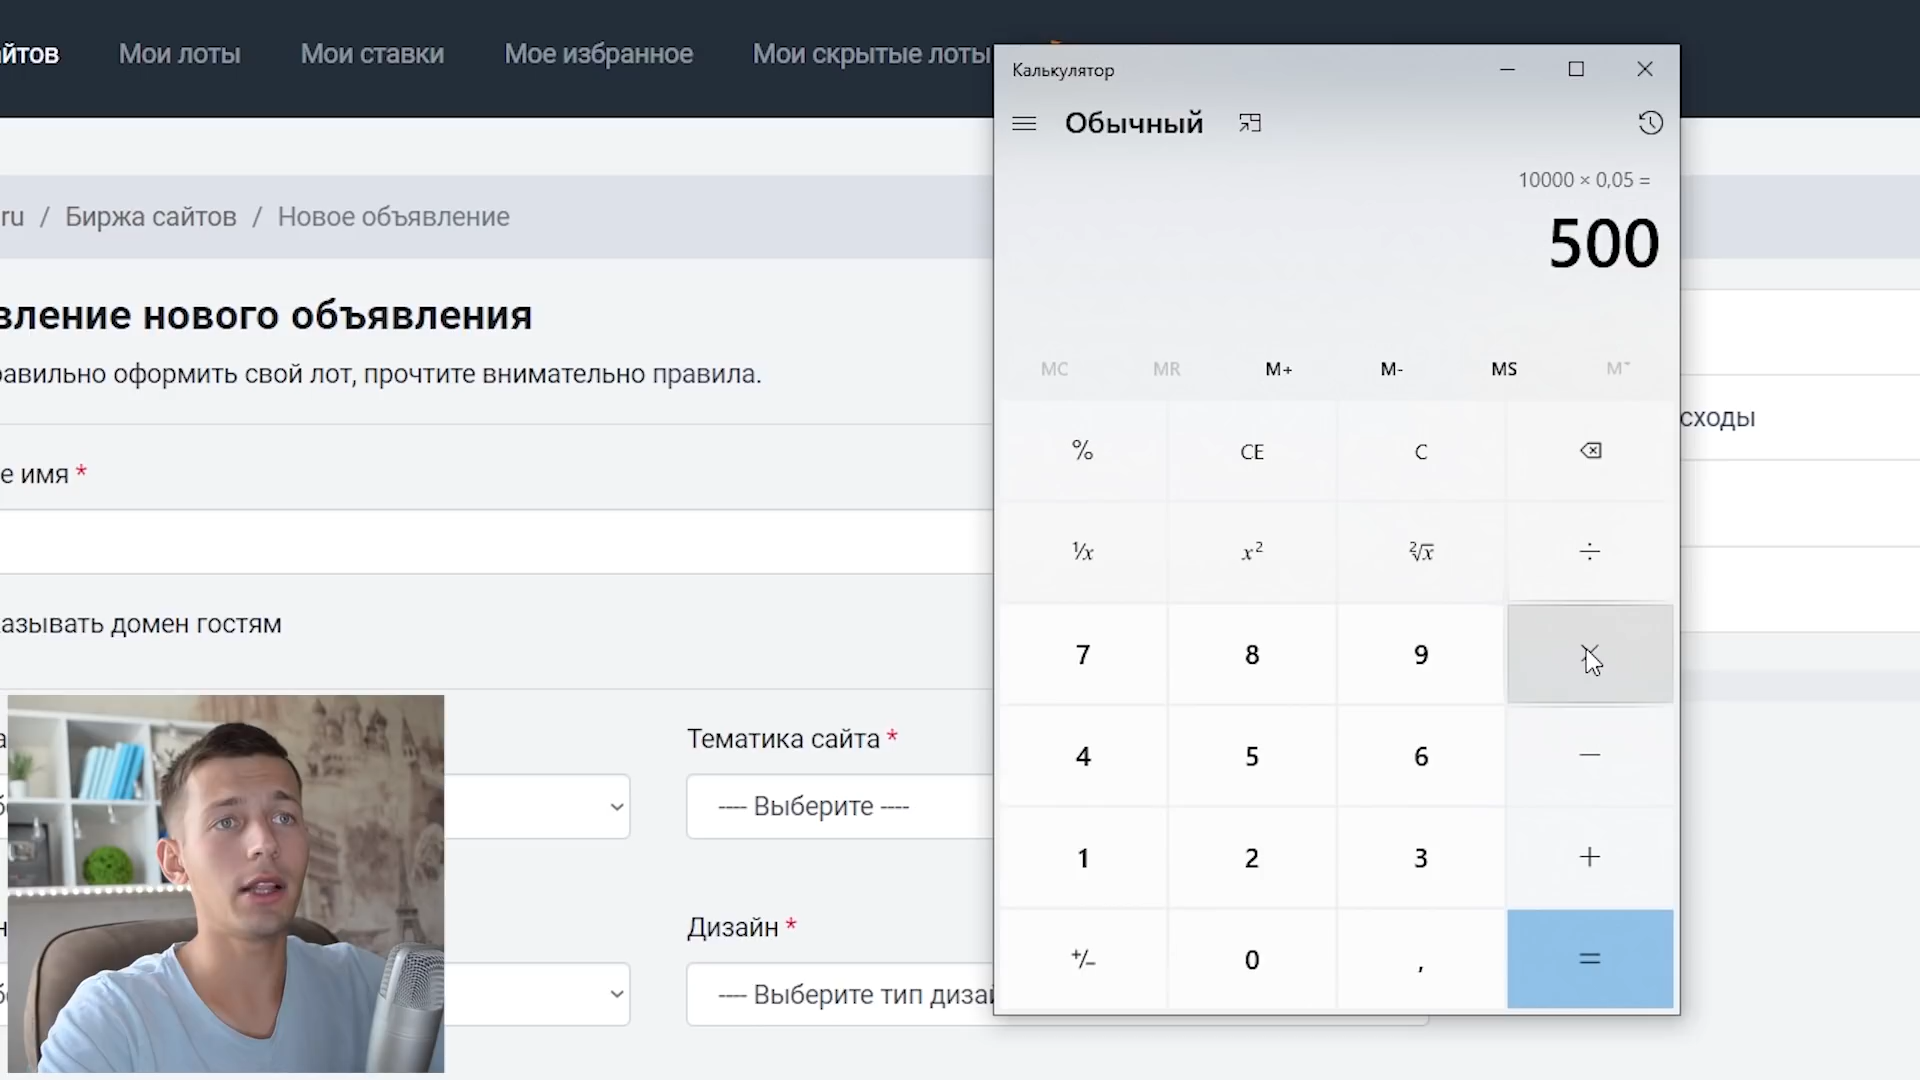 йтов Мои лоты Мои ставки Мое избранное Мои скрытые лоты
ru / Биржа сайтов / Новое объявление
вление нового объявления
равильно оформить свой лот, прочтите внимательно правила.
е имя *
азывать домен гостям
Тематика сайта *
---- Выберите ----
Дизайн *
---- Выберите тип дизай
Калькулятор
Обычный
10000 × 0,05 =
500
MC MR M+ M- MS M˅
% CE C
¹/x x² ²√x ÷
7 8 9 ×
4 5 6 −
1 2 3 +
+/− 0 , =
сходы